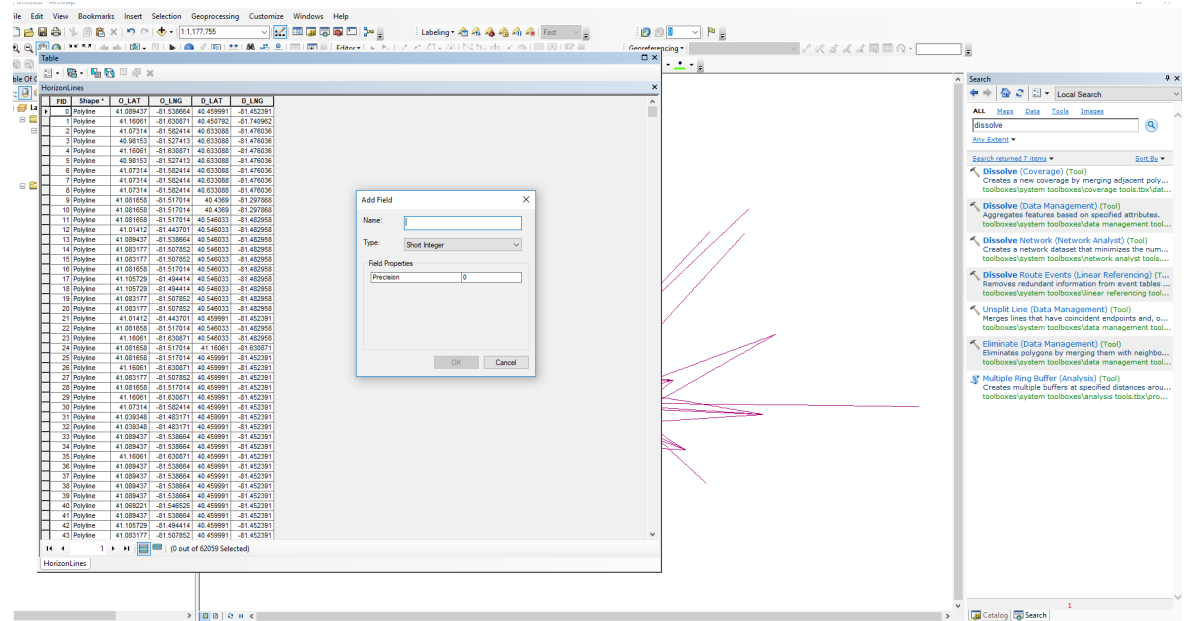 File Edit View Bookmarks Insert Selection Geoprocessing Customize Windows Help
1:1,177,755 Labeling Fast 0
Editor Georeferencing
Table
HorizonLines
FID Shape * O_LAT O_LNG D_LAT D_LNG
0 Polyline 41.089437 -81.538664 40.459991 -81.452391
1 Polyline 41.16061 -81.630871 40.450792 -81.740962
2 Polyline 41.07314 -81.582414 40.633088 -81.476036
3 Polyline 40.98153 -81.527413 40.633088 -81.476036
4 Polyline 41.16061 -81.630871 40.633088 -81.476036
5 Polyline 40.98153 -81.527413 40.633088 -81.476036
6 Polyline 41.07314 -81.582414 40.633088 -81.476036
7 Polyline 41.07314 -81.582414 40.633088 -81.476036
8 Polyline 41.07314 -81.582414 40.633088 -81.476036
9 Polyline 41.081658 -81.517014 40.4369 -81.297868
10 Polyline 41.081658 -81.517014 40.4369 -81.297868
11 Polyline 41.081658 -81.517014 40.546033 -81.482958
12 Polyline 41.01412 -81.443701 40.546033 -81.482958
13 Polyline 41.089437 -81.538664 40.546033 -81.482958
14 Polyline 41.083177 -81.507852 40.546033 -81.482958
15 Polyline 41.083177 -81.507852 40.546033 -81.482958
16 Polyline 41.081658 -81.517014 40.546033 -81.482958
17 Polyline 41.105729 -81.494414 40.546033 -81.482958
18 Polyline 41.105729 -81.494414 40.546033 -81.482958
19 Polyline 41.083177 -81.507852 40.546033 -81.482958
20 Polyline 41.083177 -81.507852 40.546033 -81.482958
21 Polyline 41.01412 -81.443701 40.459991 -81.452391
22 Polyline 41.081658 -81.517014 40.546033 -81.482958
23 Polyline 41.16061 -81.630871 40.546033 -81.482958
24 Polyline 41.081658 -81.517014 41.16061 -81.630871
25 Polyline 41.081658 -81.517014 40.459991 -81.452391
26 Polyline 41.16061 -81.630871 40.459991 -81.452391
27 Polyline 41.083177 -81.507852 40.459991 -81.452391
28 Polyline 41.081658 -81.517014 40.459991 -81.452391
29 Polyline 41.16061 -81.630871 40.459991 -81.452391
30 Polyline 41.07314 -81.582414 40.459991 -81.452391
31 Polyline 41.039348 -81.483171 40.459991 -81.452391
32 Polyline 41.039348 -81.483171 40.459991 -81.452391
33 Polyline 41.089437 -81.538664 40.459991 -81.452391
34 Polyline 41.089437 -81.538664 40.459991 -81.452391
35 Polyline 41.16061 -81.630871 40.459991 -81.452391
36 Polyline 41.089437 -81.538664 40.459991 -81.452391
37 Polyline 41.089437 -81.538664 40.459991 -81.452391
38 Polyline 41.089437 -81.538664 40.459991 -81.452391
39 Polyline 41.089437 -81.538664 40.459991 -81.452391
40 Polyline 41.069221 -81.546525 40.459991 -81.452391
41 Polyline 41.089437 -81.538664 40.459991 -81.452391
42 Polyline 41.105729 -81.494414 40.459991 -81.452391
43 Polyline 41.083177 -81.507852 40.459991 -81.452391
1 (0 out of 62059 Selected)
HorizonLines
Add Field
Name:
Type: Short Integer
Field Properties
Precision 0
OK Cancel
Search
Local Search
ALL Maps Data Tools Images
dissolve
Any Extent
Search returned 7 items Sort By
Dissolve (Coverage) (Tool)
Creates a new coverage by merging adjacent poly...
toolboxes\system toolboxes\coverage tools.tbx\dat...
Dissolve (Data Management) (Tool)
Aggregates features based on specified attributes.
toolboxes\system toolboxes\data management tool...
Dissolve Network (Network Analyst) (Tool)
Creates a network dataset that minimizes the num...
toolboxes\system toolboxes\network analyst tools....
Dissolve Route Events (Linear Referencing) (T...
Removes redundant information from event tables ...
toolboxes\system toolboxes\linear referencing tool...
Unsplit Line (Data Management) (Tool)
Merges lines that have coincident endpoints and, o...
toolboxes\system toolboxes\data management tool...
Eliminate (Data Management) (Tool)
Eliminates polygons by merging them with neighbo...
toolboxes\system toolboxes\data management tool...
Multiple Ring Buffer (Analysis) (Tool)
Creates multiple buffers at specified distances arou...
toolboxes\system toolboxes\analysis tools.tbx\pro...
1
Catalog Search